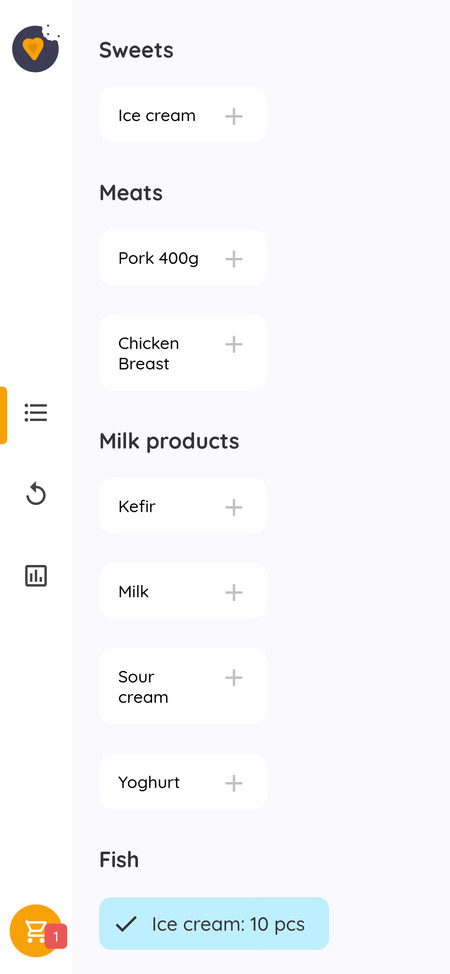 Sweets
Ice cream
Meats
Pork 400g
Chicken
Breast
Milk products
Kefir
Milk
Sour
cream
Yoghurt
Fish
Ice cream: 10 pcs
1